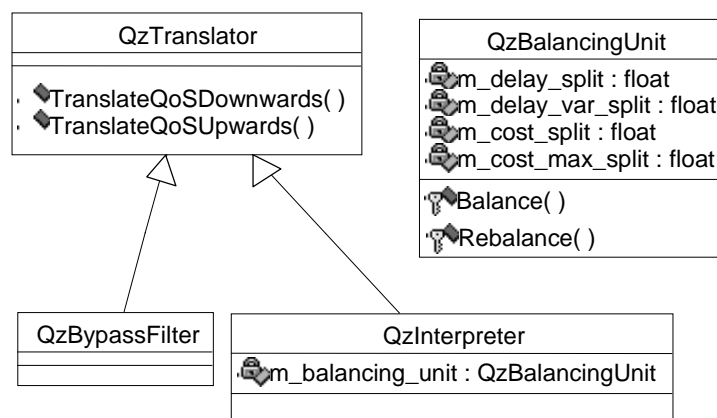 QzTranslator
TranslateQoSDownwards( )
TranslateQoSUpwards( )
QzBalancingUnit
m_delay_split : float
m_delay_var_split : float
m_cost_split : float
m_cost_max_split : float
Balance( )
Rebalance( )
QzBypassFilter
QzInterpreter
m_balancing_unit : QzBalancingUnit